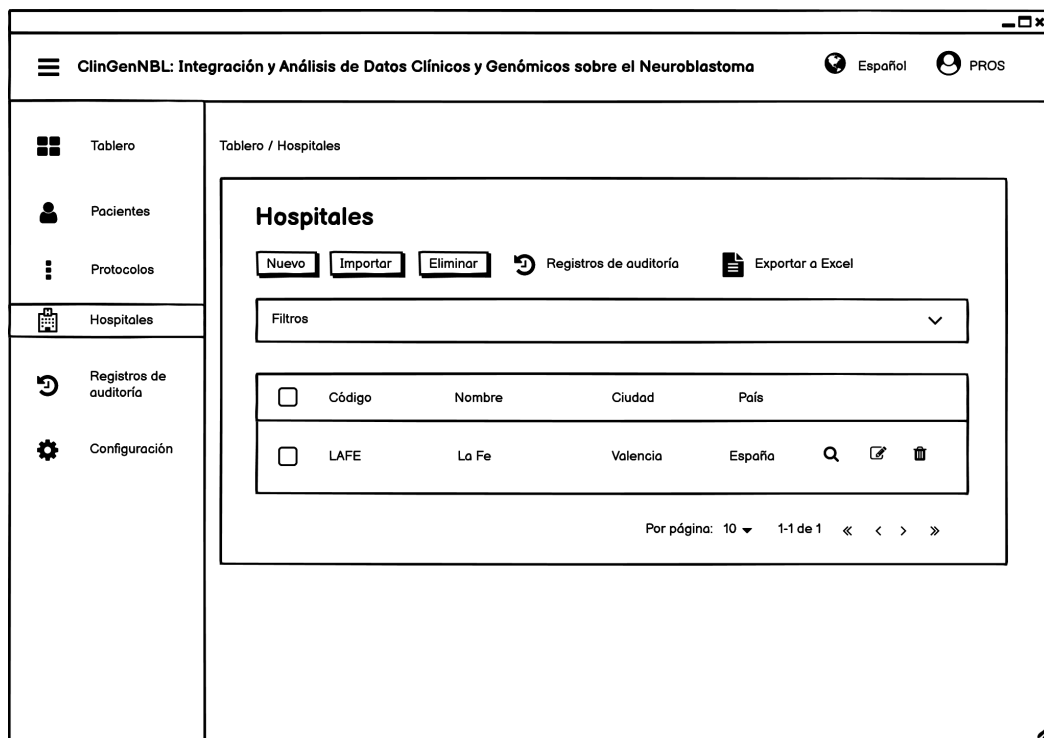 ClinGenNBL: Integración y Análisis de Datos Clínicos y Genómicos sobre el Neuroblastoma
Español
PROS
Tablero
Pacientes
Protocolos
Hospitales
Registros de
auditoría
Configuración
Tablero / Hospitales
Hospitales
Nuevo Importar Eliminar Registros de auditoría Exportar a Excel
Filtros
Código Nombre Ciudad País
LAFE La Fe Valencia España
Por página: 10 1-1 de 1 « < > »